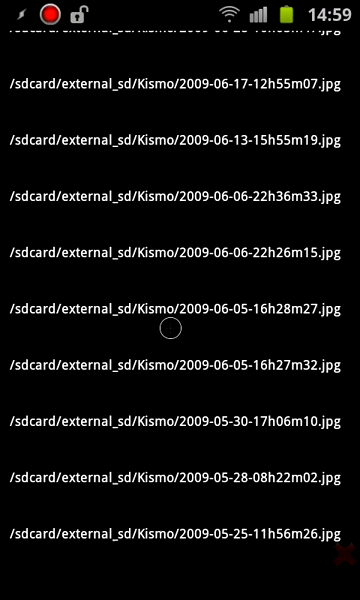 14:59
/sdcard/external_sd/Kismo/2009-06-17-12h55m07.jpg
/sdcard/external_sd/Kismo/2009-06-13-15h55m19.jpg
/sdcard/external_sd/Kismo/2009-06-06-22h36m33.jpg
/sdcard/external_sd/Kismo/2009-06-06-22h26m15.jpg
/sdcard/external_sd/Kismo/2009-06-05-16h28m27.jpg
/sdcard/external_sd/Kismo/2009-06-05-16h27m32.jpg
/sdcard/external_sd/Kismo/2009-05-30-17h06m10.jpg
/sdcard/external_sd/Kismo/2009-05-28-08h22m02.jpg
/sdcard/external_sd/Kismo/2009-05-25-11h56m26.jpg